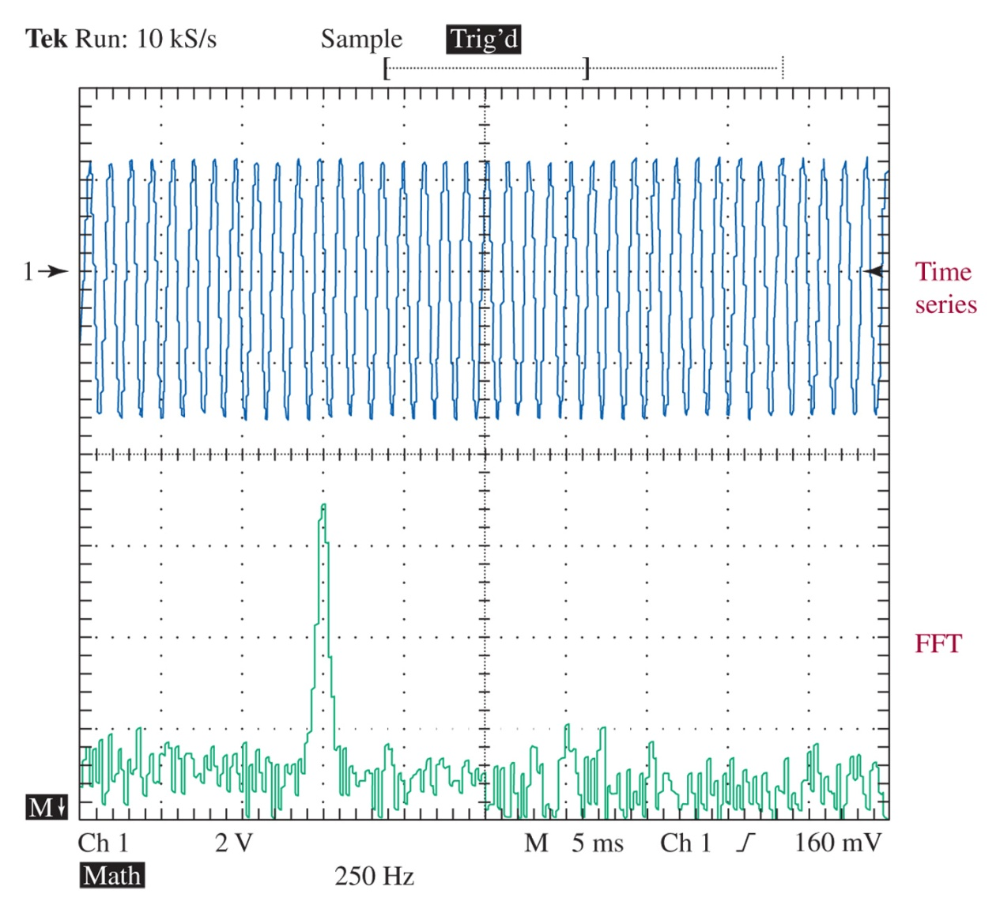 Tek Run: 10 kS/s Sample Trig’d
1
Time
series
FFT
M
Ch 1 2 V M 5 ms Ch 1 160 mV
Math 250 Hz